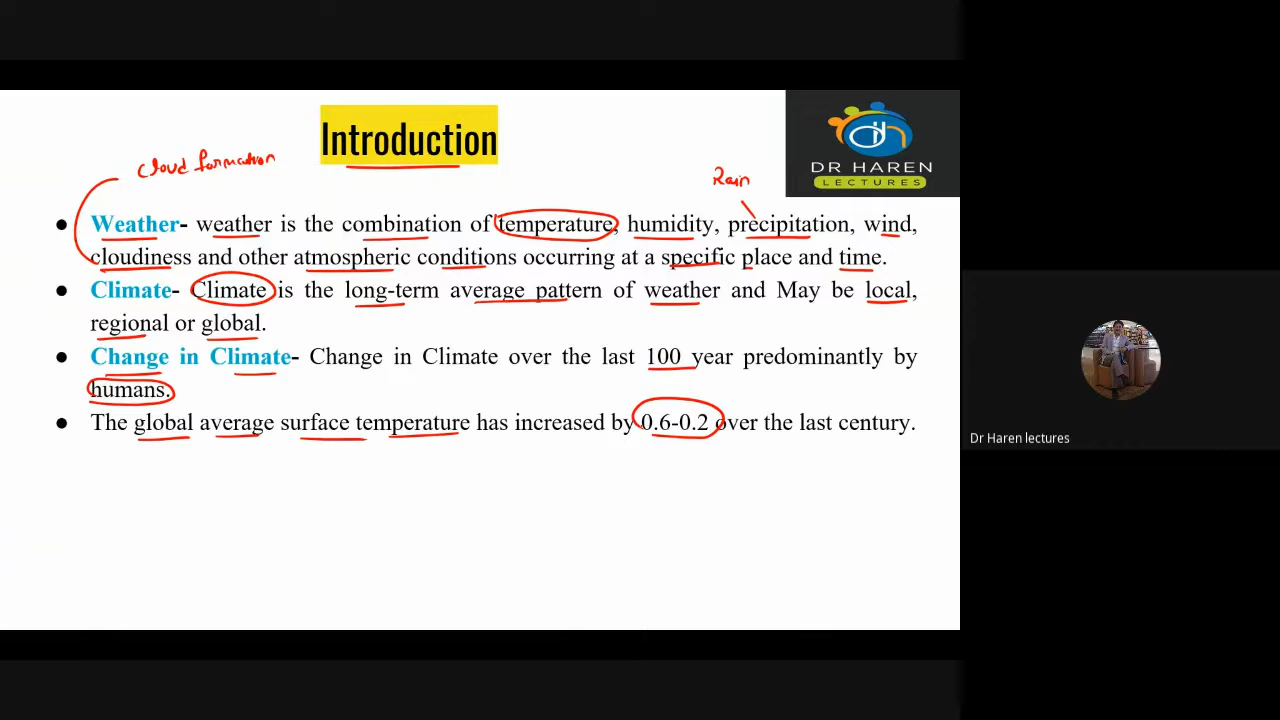 Introduction
DR HAREN
LECTURES
Cloud formation
Rain
● Weather- weather is the combination of temperature, humidity, precipitation, wind,
cloudiness and other atmospheric conditions occurring at a specific place and time.
● Climate- Climate is the long-term average pattern of weather and May be local,
regional or global.
● Change in Climate- Change in Climate over the last 100 year predominantly by
humans.
● The global average surface temperature has increased by 0.6-0.2 over the last century.
Dr Haren lectures